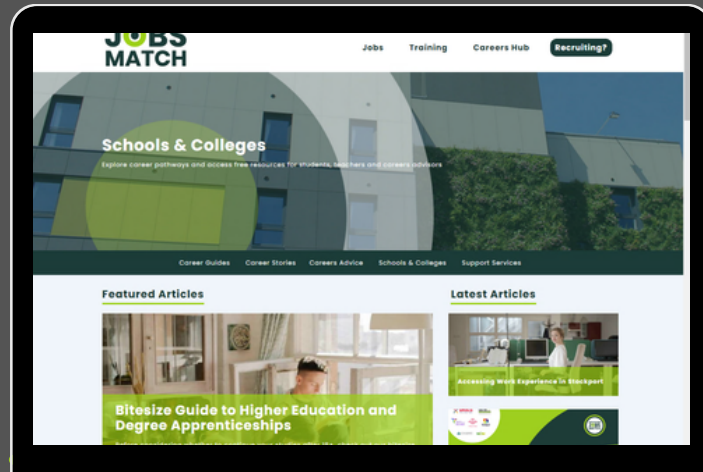 JOBS
MATCH
Jobs Training Careers Hub Recruiting?
Schools & Colleges
Explore career pathways and access free resources for students, teachers and careers advisors
Career Guides Career Stories Careers Advice Schools & Colleges Support Services
Featured Articles
Latest Articles
Accessing Work Experience in Stockport
Bitesize Guide to Higher Education and
Degree Apprenticeships